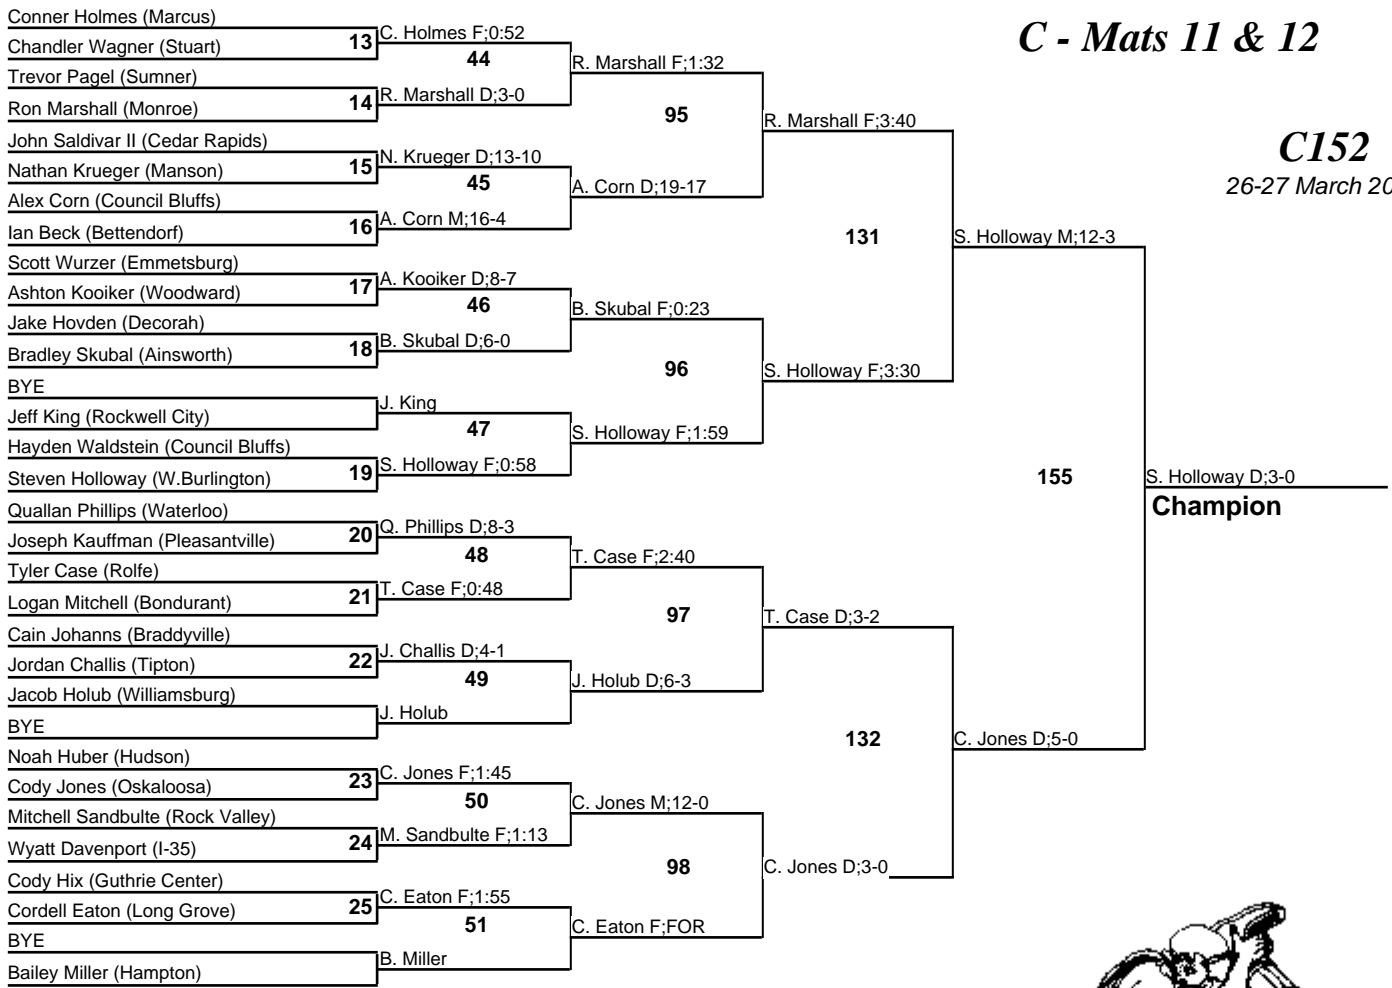 C - Mats 11 & 12
C152
26-27 March 20
Conner Holmes (Marcus)
Chandler Wagner (Stuart)
Trevor Pagel (Sumner)
Ron Marshall (Monroe)
John Saldivar II (Cedar Rapids)
Nathan Krueger (Manson)
Alex Corn (Council Bluffs)
Ian Beck (Bettendorf)
Scott Wurzer (Emmetsburg)
Ashton Kooiker (Woodward)
Jake Hovden (Decorah)
Bradley Skubal (Ainsworth)
BYE
Jeff King (Rockwell City)
Hayden Waldstein (Council Bluffs)
Steven Holloway (W.Burlington)
Quallan Phillips (Waterloo)
Joseph Kauffman (Pleasantville)
Tyler Case (Rolfe)
Logan Mitchell (Bondurant)
Cain Johanns (Braddyville)
Jordan Challis (Tipton)
Jacob Holub (Williamsburg)
BYE
Noah Huber (Hudson)
Cody Jones (Oskaloosa)
Mitchell Sandbulte (Rock Valley)
Wyatt Davenport (I-35)
Cody Hix (Guthrie Center)
Cordell Eaton (Long Grove)
BYE
Bailey Miller (Hampton)
13
14
15
16
17
18
19
20
21
22
23
24
25
C. Holmes F;0:52
44
R. Marshall D;3-0
N. Krueger D;13-10
45
A. Corn M;16-4
A. Kooiker D;8-7
46
B. Skubal D;6-0
J. King
47
S. Holloway F;0:58
Q. Phillips D;8-3
48
T. Case F;0:48
J. Challis D;4-1
49
J. Holub
C. Jones F;1:45
50
M. Sandbulte F;1:13
C. Eaton F;1:55
51
B. Miller
R. Marshall F;1:32
95
A. Corn D;19-17
B. Skubal F;0:23
96
S. Holloway F;1:59
T. Case F;2:40
97
J. Holub D;6-3
C. Jones M;12-0
98
C. Eaton F;FOR
R. Marshall F;3:40
131
S. Holloway F;3:30
T. Case D;3-2
132
C. Jones D;3-0
S. Holloway M;12-3
155
C. Jones D;5-0
S. Holloway D;3-0
Champion